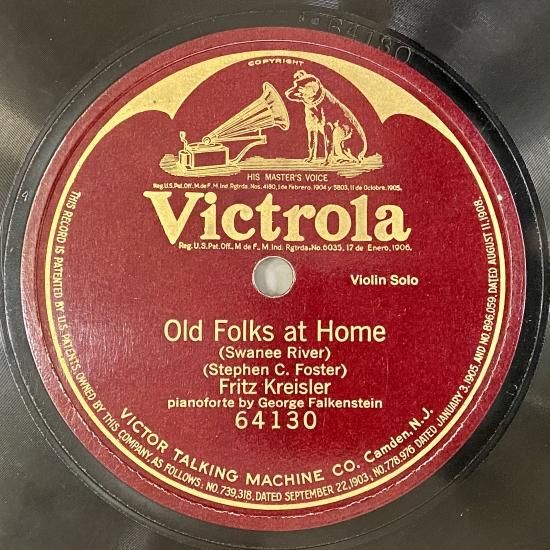 64130
COPYRIGHT
HIS MASTER'S VOICE
Reg. U.S. Pat. Off., M. de F., M. Ind. Rgtrda. Nos. 4180, 1 de Febrero, 1904 y 5803, 11 de Octubre, 1905.
Victrola
Reg. U.S. Pat. Off., M. de F., M. Ind. Rgtrda. No. 6035, 17 de Enero, 1906.
Violin Solo
Old Folks at Home
(Swanee River)
(Stephen C. Foster)
Fritz Kreisler
pianoforte by George Falkenstein
64130
VICTOR TALKING MACHINE CO. Camden, N.J.
THIS RECORD IS PATENTED BY U.S. PATENTS, OWNED BY THIS COMPANY, AS FOLLOWS: NO. 739,318, DATED SEPTEMBER 22, 1903; NO. 778,976 DATED JANUARY 3, 1905, AND NO. 896,059, DATED AUGUST 11, 1908.